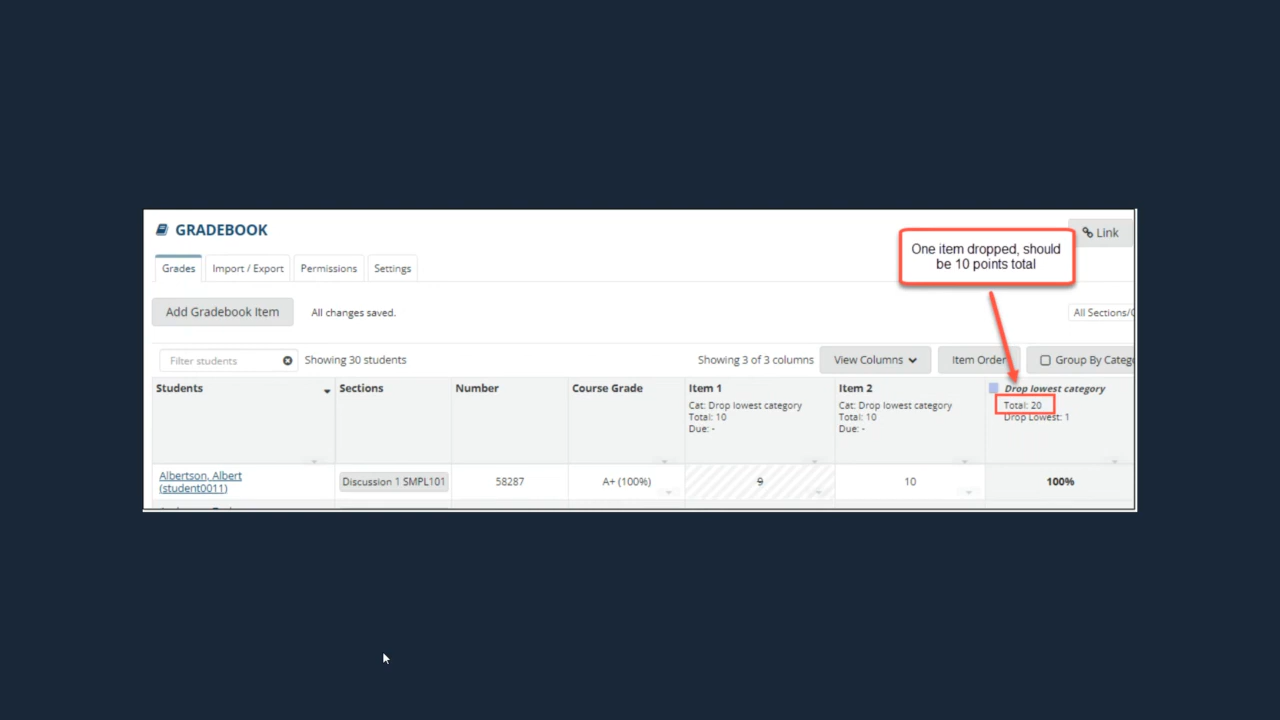 GRADEBOOK
Link
One item dropped, should
be 10 points total
Grades
Import / Export
Permissions
Settings
Add Gradebook Item
All changes saved.
All Sections/
Filter students
Showing 30 students
Showing 3 of 3 columns
View Columns
Item Order
Group By
Students
Sections
Number
Course Grade
Item 1
Cat: Drop lowest category
Total: 10
Due: -
Item 2
Cat: Drop lowest category
Total: 10
Due: -
Drop lowest category
Total: 20
Drop Lowest: 1
Albertson, Albert
(student0011)
Discussion 1 SMPL101
58287
A+ (100%)
9
10
100%